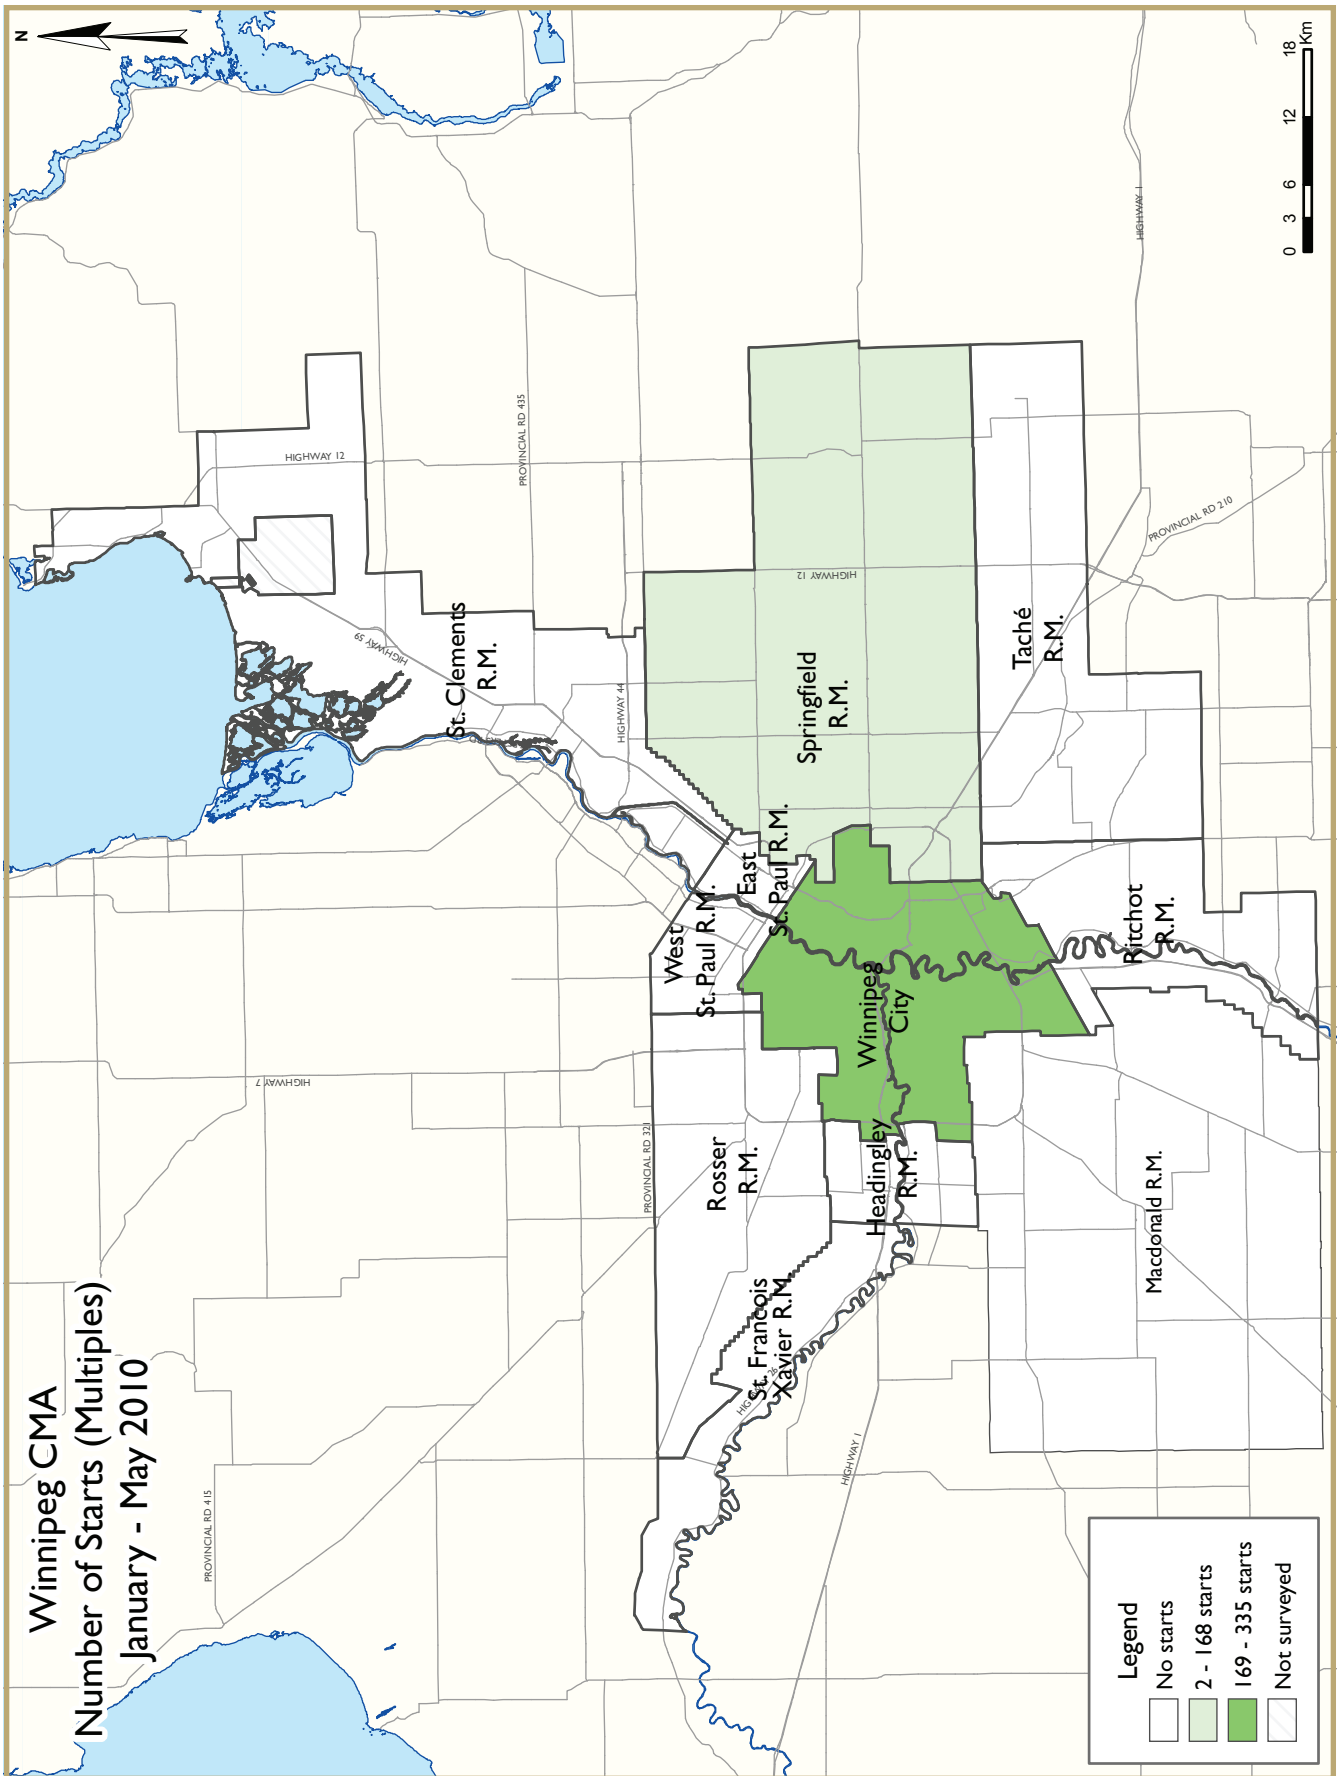 Winnipeg CMA
Number of Starts (Multiples)
January - May 2010
N
PROVINCIAL RD 415
HIGHWAY 7
HIGHWAY 12
PROVINCIAL RD 435
HIGHWAY 59
St. Clements
R.M.
HIGHWAY 44
PROVINCIAL RD 321
West
St. Paul R.M.
East
St. Paul R.M.
Rosser
R.M.
St. Francois
Xavier R.M.
HIGHWAY 26
Springfield
R.M.
HIGHWAY 12
Winnipeg
City
Headingley
R.M.
HIGHWAY 1
Taché
R.M.
HIGHWAY 1
PROVINCIAL RD 210
Ritchot
R.M.
Macdonald R.M.
Legend
No starts
2 - 168 starts
169 - 335 starts
Not surveyed
0 3 6 12 18
Km